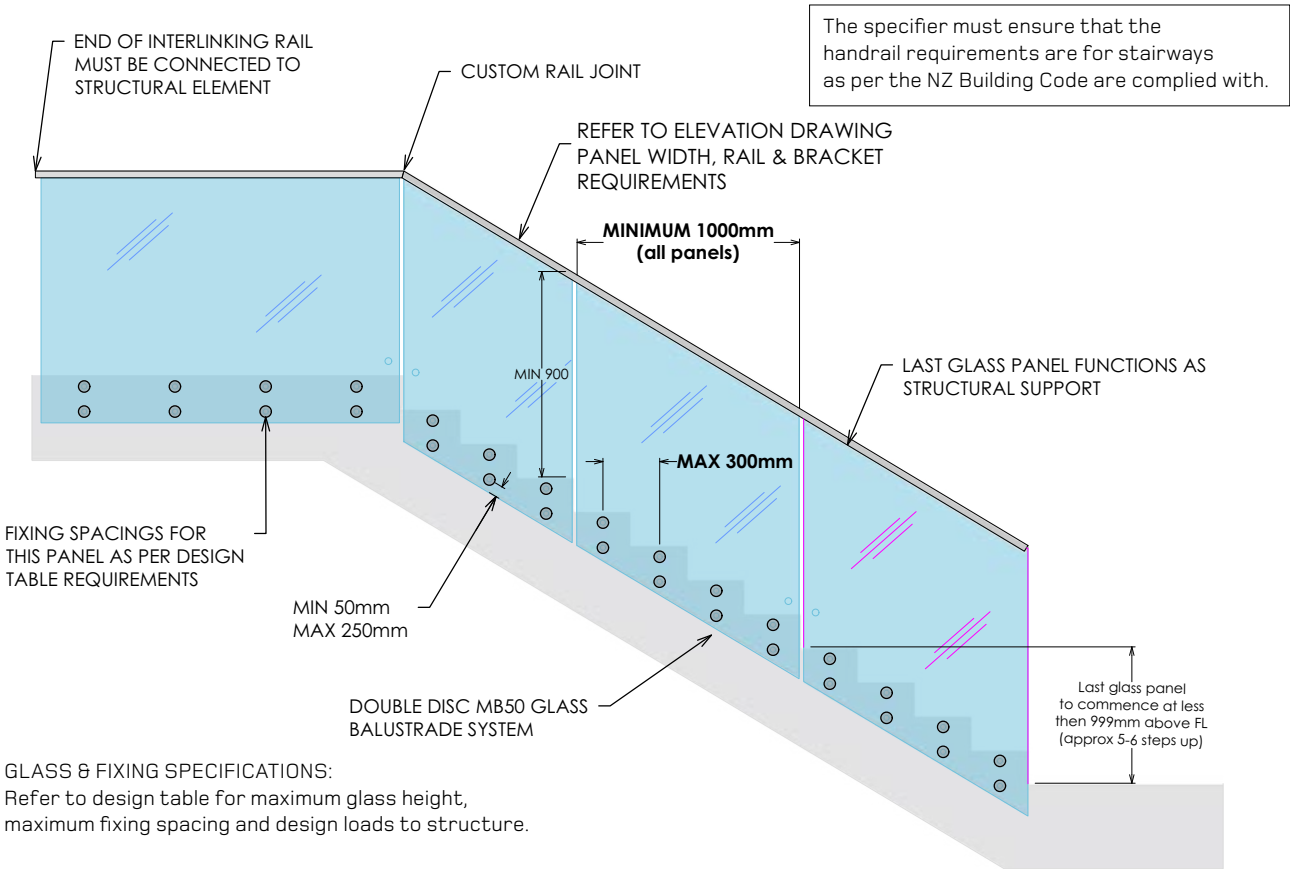 The specifier must ensure that the
handrail requirements are for stairways
as per the NZ Building Code are complied with.
END OF INTERLINKING RAIL
MUST BE CONNECTED TO
STRUCTURAL ELEMENT
CUSTOM RAIL JOINT
REFER TO ELEVATION DRAWING
PANEL WIDTH, RAIL & BRACKET
REQUIREMENTS
MINIMUM 1000mm
(all panels)
MIN 900
LAST GLASS PANEL FUNCTIONS AS
STRUCTURAL SUPPORT
MAX 300mm
FIXING SPACINGS FOR
THIS PANEL AS PER DESIGN
TABLE REQUIREMENTS
MIN 50mm
MAX 250mm
DOUBLE DISC MB50 GLASS
BALUSTRADE SYSTEM
Last glass panel
to commence at less
then 999mm above FL
(approx 5-6 steps up)
GLASS & FIXING SPECIFICATIONS:
Refer to design table for maximum glass height,
maximum fixing spacing and design loads to structure.